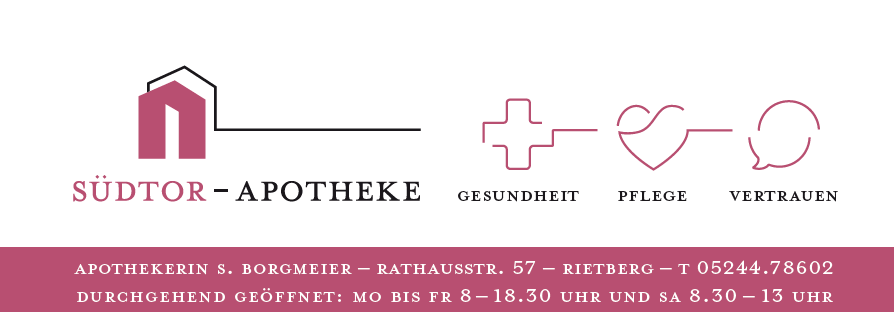 SÜDTOR – APOTHEKE
GESUNDHEIT PFLEGE VERTRAUEN
APOTHEKERIN S. BORGMEIER – RATHAUSSTR. 57 – RIETBERG – T 05244.78602
DURCHGEHEND GEÖFFNET: MO BIS FR 8 – 18.30 UHR UND SA 8.30 – 13 UHR